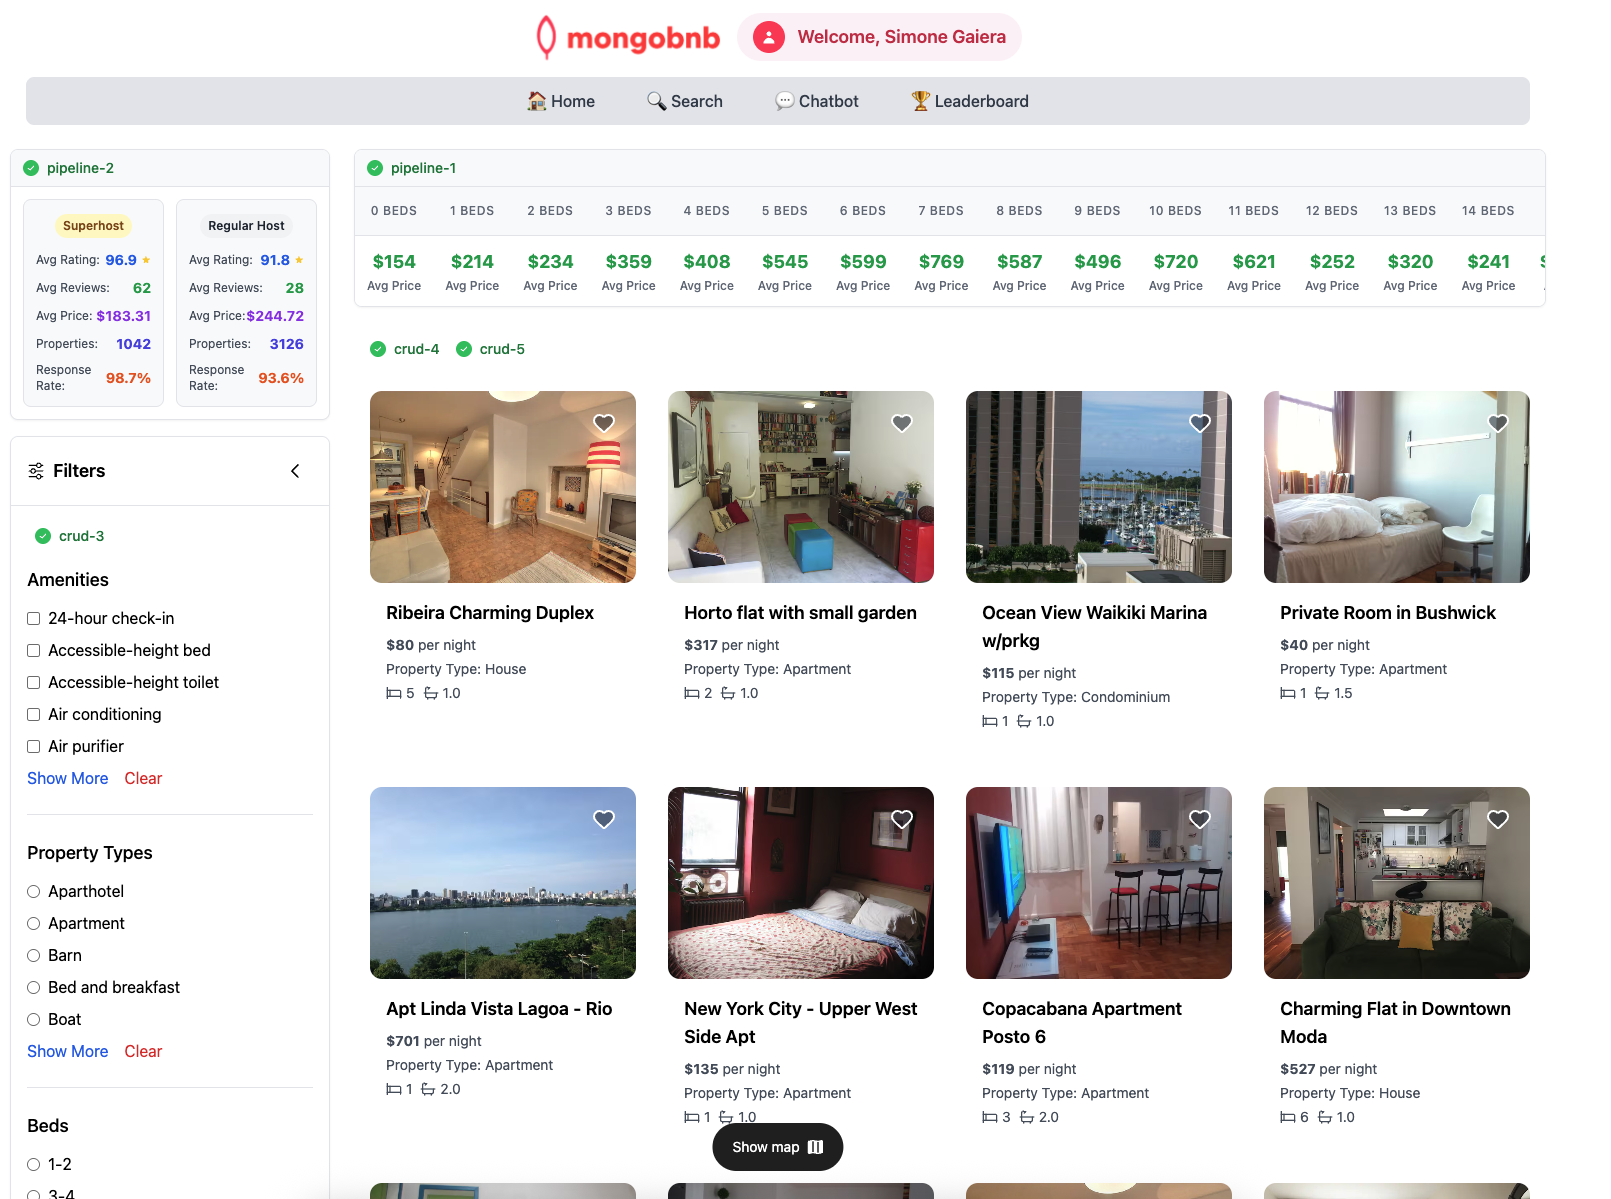 mongobnb
Welcome, Simone Gaiera
Home
Search
Chatbot
Leaderboard
pipeline-2
Superhost
Avg Rating: 96.9
Avg Reviews: 62
Avg Price: $183.31
Properties: 1042
Response Rate: 98.7%
Regular Host
Avg Rating: 91.8
Avg Reviews: 28
Avg Price: $244.72
Properties: 3126
Response Rate: 93.6%
pipeline-1
0 BEDS 1 BEDS 2 BEDS 3 BEDS 4 BEDS 5 BEDS 6 BEDS 7 BEDS 8 BEDS 9 BEDS 10 BEDS 11 BEDS 12 BEDS 13 BEDS 14 BEDS
$154 $214 $234 $359 $408 $545 $599 $769 $587 $496 $720 $621 $252 $320 $241
Avg Price Avg Price Avg Price Avg Price Avg Price Avg Price Avg Price Avg Price Avg Price Avg Price Avg Price Avg Price Avg Price Avg Price Avg Price
Filters
crud-3
Amenities
24-hour check-in
Accessible-height bed
Accessible-height toilet
Air conditioning
Air purifier
Show More Clear
Property Types
Aparthotel
Apartment
Barn
Bed and breakfast
Boat
Show More Clear
Beds
1-2
3-4
crud-4 crud-5
Ribeira Charming Duplex
$80 per night
Property Type: House
5 1.0
Horto flat with small garden
$317 per night
Property Type: Apartment
2 1.0
Ocean View Waikiki Marina
w/prkg
$115 per night
Property Type: Condominium
1 1.0
Private Room in Bushwick
$40 per night
Property Type: Apartment
1 1.5
Apt Linda Vista Lagoa - Rio
$701 per night
Property Type: Apartment
1 2.0
New York City - Upper West
Side Apt
$135 per night
Property Type: Apartment
1 1.0
Copacabana Apartment
Posto 6
$119 per night
Property Type: Apartment
3 2.0
Charming Flat in Downtown
Moda
$527 per night
Property Type: House
6 1.0
Show map